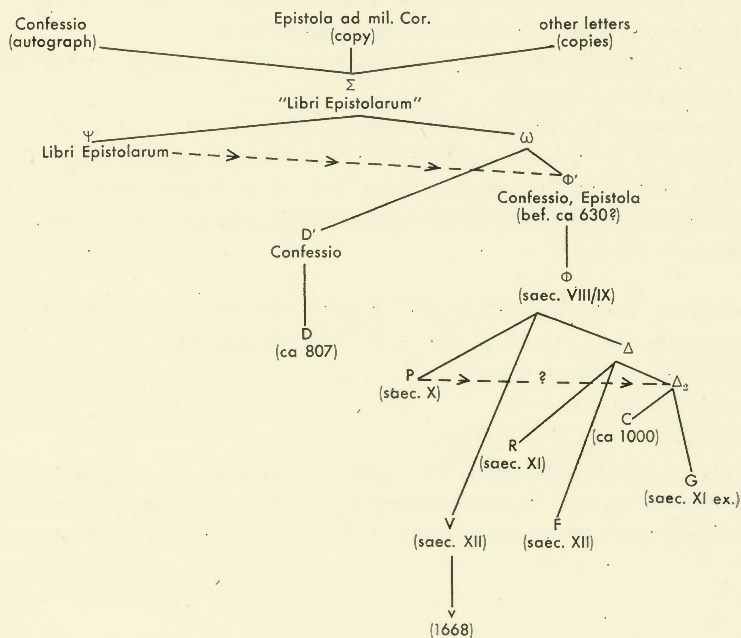 Confessio
(autograph)
Epistola ad mil. Cor.
(copy)
other letters
(copies)
Σ
"Libri Epistolarum"
Ψ
Libri Epistolarum
ω
Φ'
Confessio, Epistola
(bef. ca 630?)
D'
Confessio
Φ
(saec. VIII/IX)
D
(ca 807)
Δ
P
(saec. X)
?
Δ₂
C
(ca 1000)
R
(saec. XI)
G
(saec. XI ex.)
V
(saec. XII)
F
(saec. XII)
v
(1668)